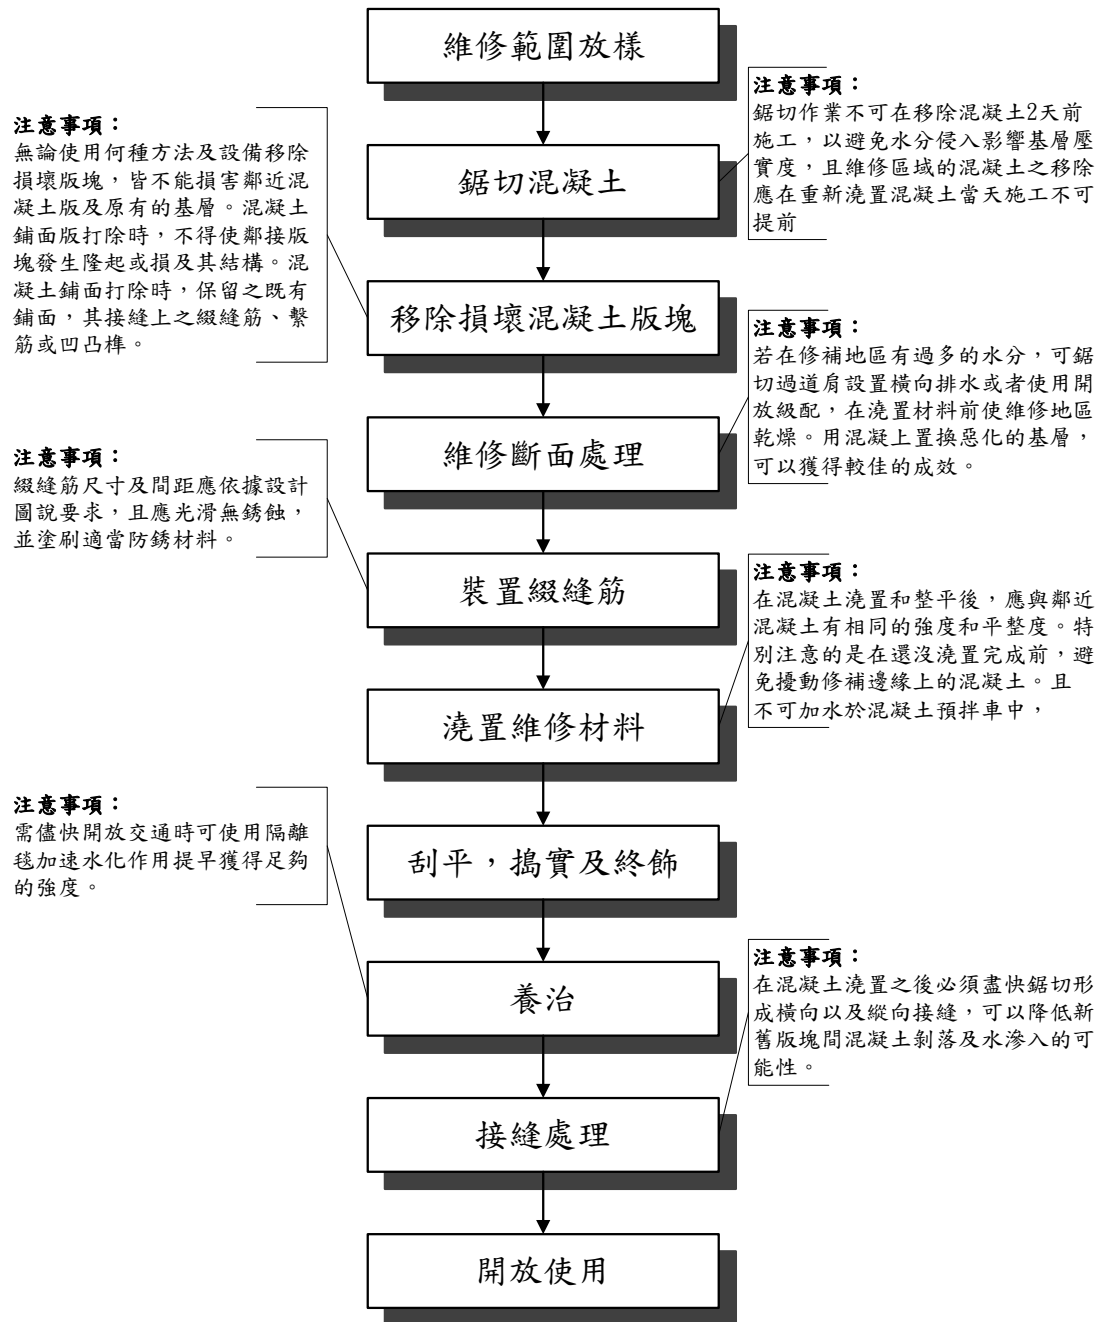 維修範圍放樣
注意事項：
鋸切作業不可在移除混凝土2天前
施工，以避免水分侵入影響基層壓
實度，且維修區域的混凝土之移除
應在重新澆置混凝土當天施工不可
提前
注意事項：
無論使用何種方法及設備移除
損壞版塊，皆不能損害鄰近混
凝土版及原有的基層。混凝土
鋪面版打除時，不得使鄰接版
塊發生隆起或損及其結構。混
凝土鋪面打除時，保留之既有
鋪面，其接縫上之綴縫筋、繫
筋或凹凸榫。
鋸切混凝土
移除損壞混凝土版塊
注意事項：
若在修補地區有過多的水分，可鋸
切過道肩設置橫向排水或者使用開
放級配，在澆置材料前使維修地區
乾燥。用混凝上置換惡化的基層，
可以獲得較佳的成效。
維修斷面處理
注意事項：
綴縫筋尺寸及間距應依據設計
圖說要求，且應光滑無銹蝕，
並塗刷適當防銹材料。
裝置綴縫筋
注意事項：
在混凝土澆置和整平後，應與鄰近
混凝土有相同的強度和平整度。特
別注意的是在還沒澆置完成前，避
免擾動修補邊緣上的混凝土。且
不可加水於混凝土預拌車中，
澆置維修材料
注意事項：
需儘快開放交通時可使用隔離
毯加速水化作用提早獲得足夠
的強度。
刮平，搗實及終飾
養治
注意事項：
在混凝土澆置之後必須盡快鋸切形
成橫向以及縱向接縫，可以降低新
舊版塊間混凝土剝落及水滲入的可
能性。
接縫處理
開放使用